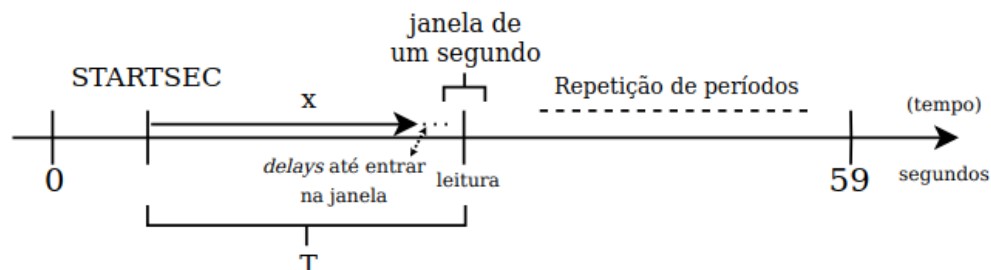 janela de
um segundo
STARTSEC
x
Repetição de períodos
(tempo)
delays até entrar
na janela
leitura
0
59
segundos
T